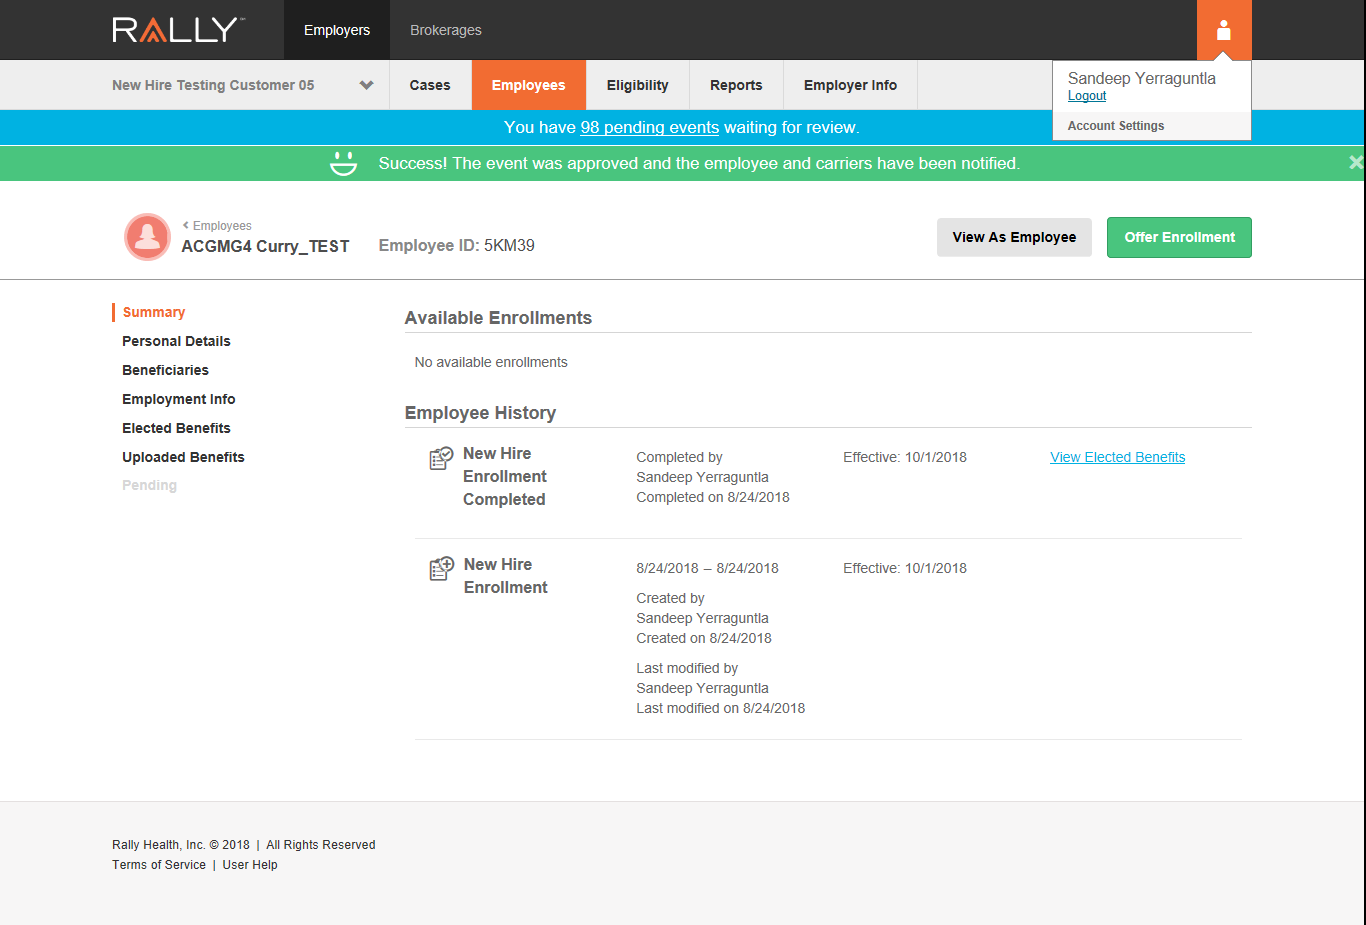 RALLY
Employers
Brokerages
New Hire Testing Customer 05
Cases
Employees
Eligibility
Reports
Employer Info
Sandeep Yerraguntla
Logout
Account Settings
You have 98 pending events waiting for review.
Success! The event was approved and the employee and carriers have been notified.
Employees
ACGMG4 Curry_TEST
Employee ID: 5KM39
View As Employee
Offer Enrollment
Summary
Personal Details
Beneficiaries
Employment Info
Elected Benefits
Uploaded Benefits
Pending
Available Enrollments
No available enrollments
Employee History
New Hire
Enrollment
Completed
Completed by
Sandeep Yerraguntla
Completed on 8/24/2018
Effective: 10/1/2018
View Elected Benefits
New Hire
Enrollment
8/24/2018 – 8/24/2018
Created by
Sandeep Yerraguntla
Created on 8/24/2018
Last modified by
Sandeep Yerraguntla
Last modified on 8/24/2018
Effective: 10/1/2018
Rally Health, Inc. © 2018 | All Rights Reserved
Terms of Service | User Help